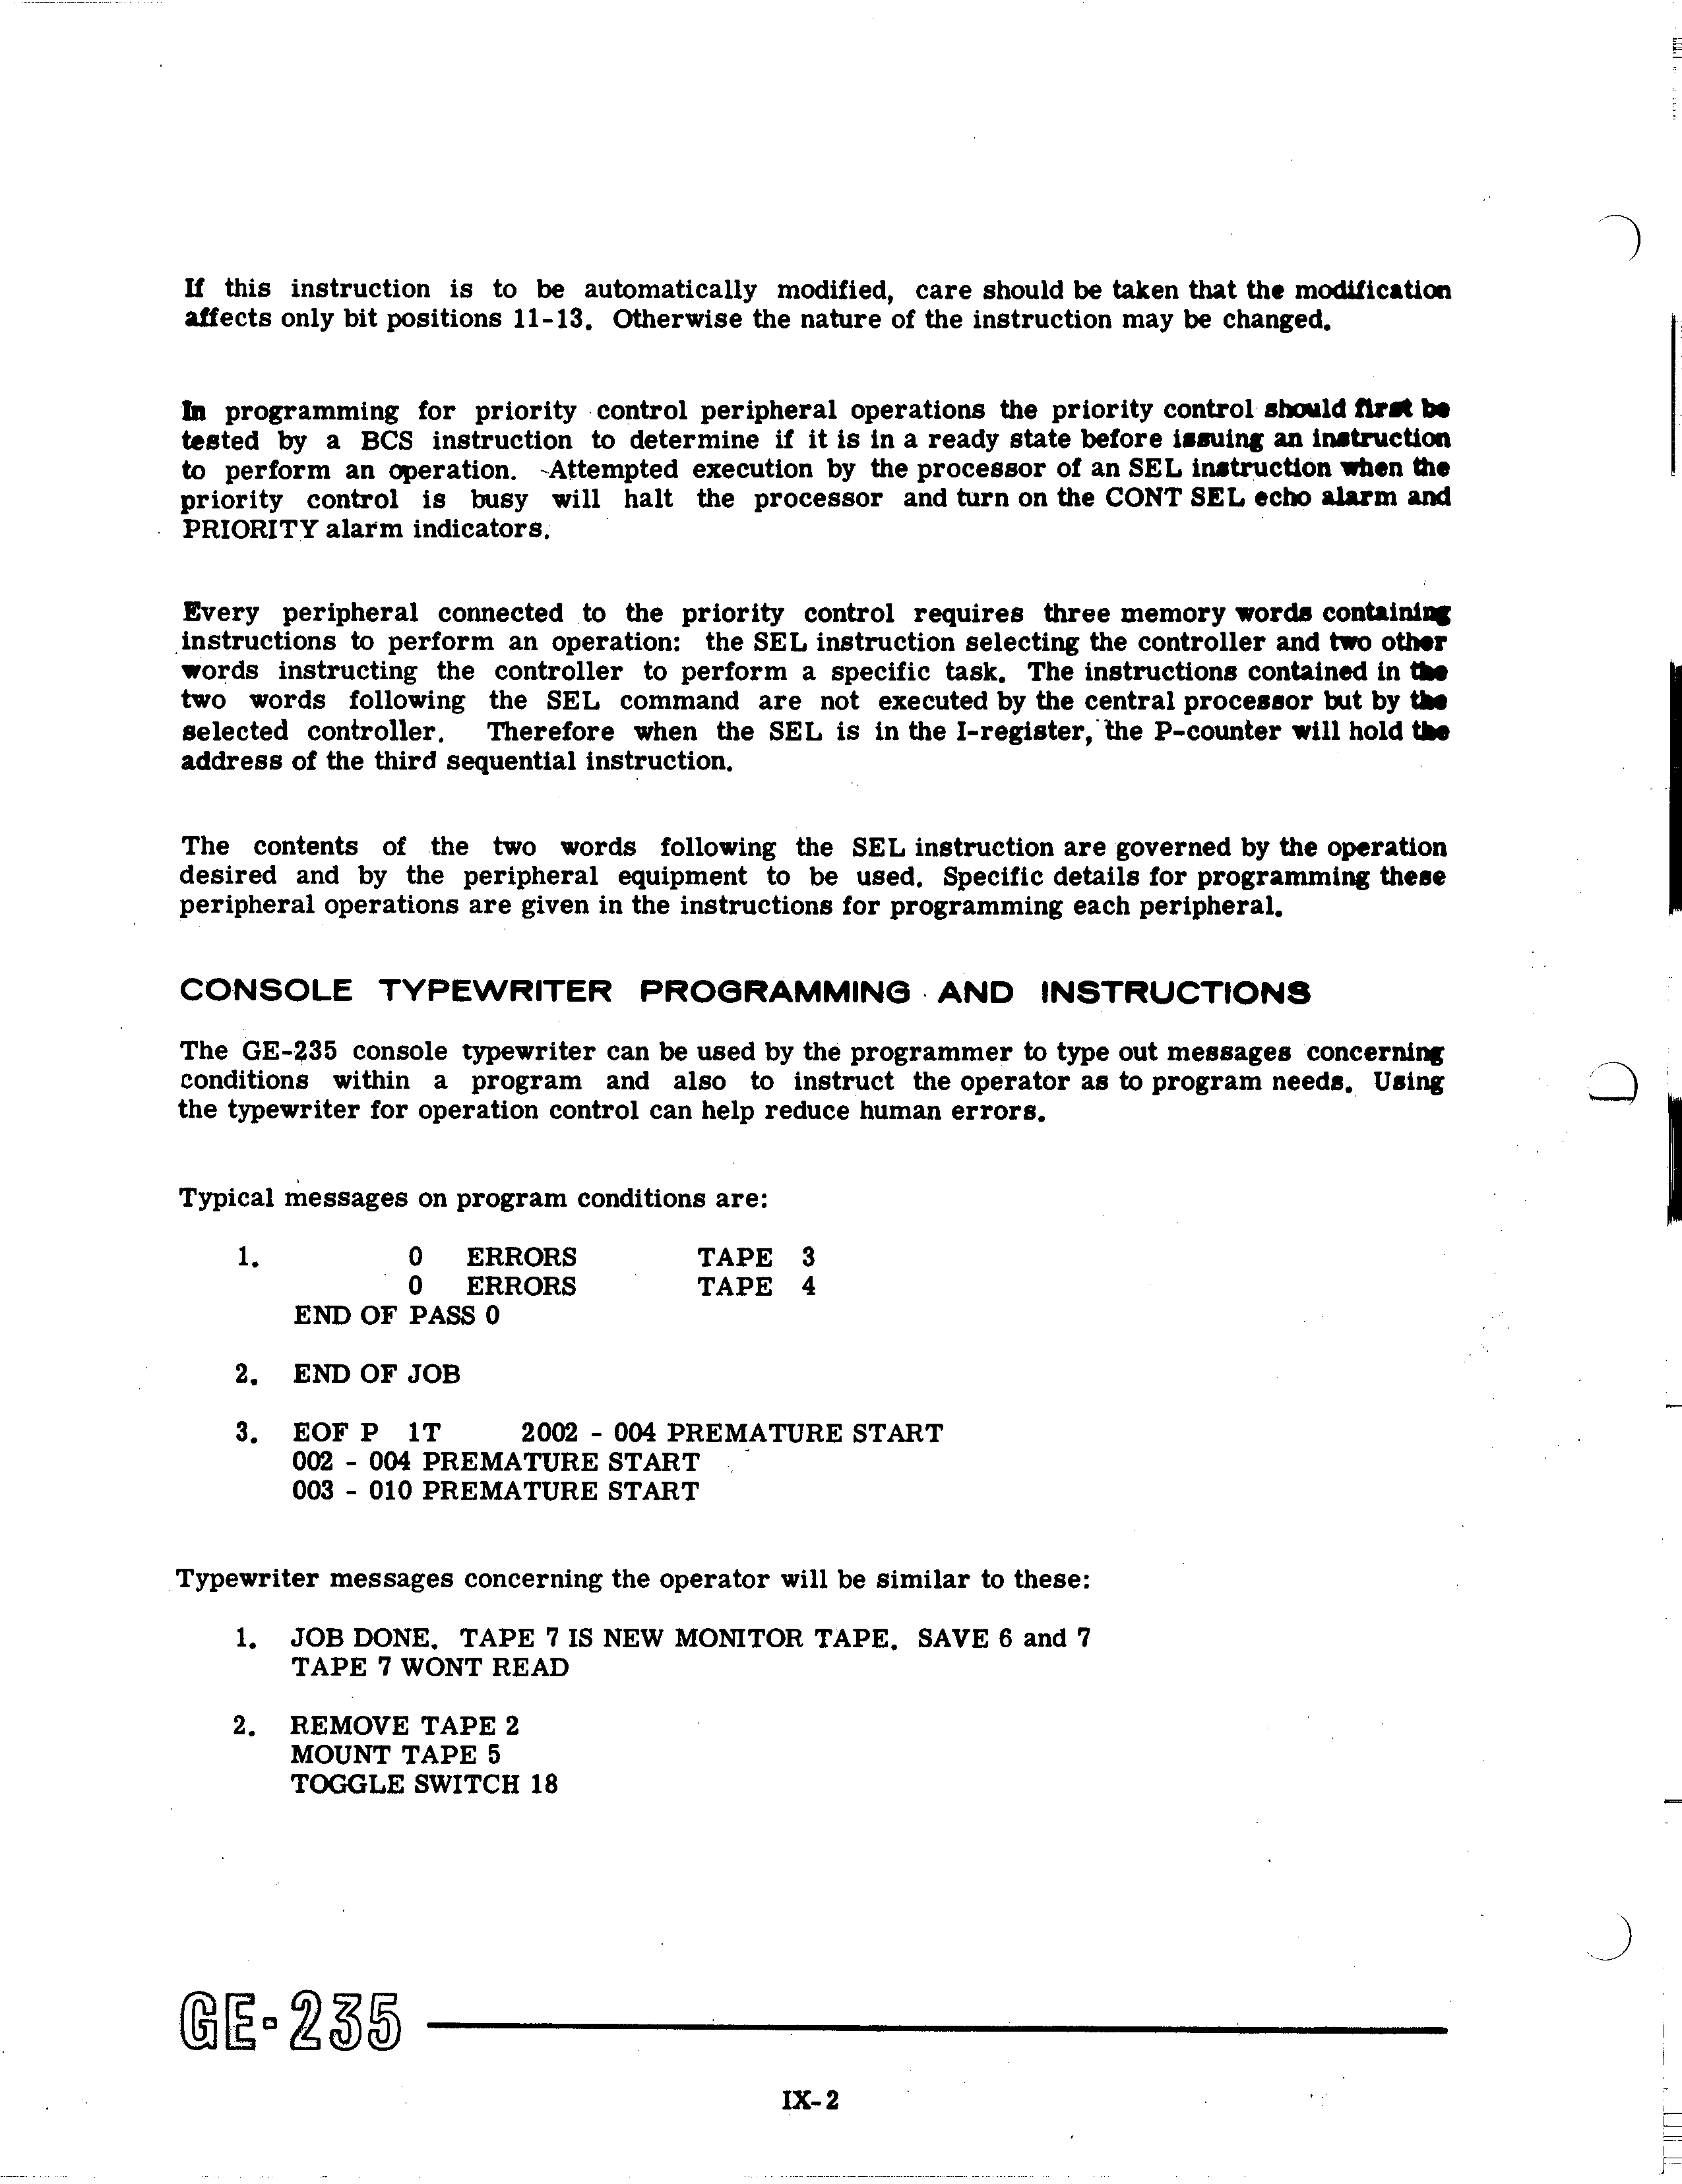 If this instruction is to be automatically modified, care should be taken that the modification
affects only bit positions 11-13. Otherwise the nature of the instruction may be changed.
In programming for priority control peripheral operations the priority control should first be
tested by a BCS instruction to determine if it is in a ready state before issuing an instruction
to perform an operation. Attempted execution by the processor of an SEL instruction when the
priority control is busy will halt the processor and turn on the CONT SEL echo alarm and
PRIORITY alarm indicators.
Every peripheral connected to the priority control requires three memory words containing
instructions to perform an operation: the SEL instruction selecting the controller and two other
words instructing the controller to perform a specific task. The instructions contained in the
two words following the SEL command are not executed by the central processor but by the
selected controller. Therefore when the SEL is in the I-register, the P-counter will hold the
address of the third sequential instruction.
The contents of the two words following the SEL instruction are governed by the operation
desired and by the peripheral equipment to be used. Specific details for programming these
peripheral operations are given in the instructions for programming each peripheral.
CONSOLE TYPEWRITER PROGRAMMING AND INSTRUCTIONS
The GE-235 console typewriter can be used by the programmer to type out messages concerning
conditions within a program and also to instruct the operator as to program needs. Using
the typewriter for operation control can help reduce human errors.
Typical messages on program conditions are:
1. 0 ERRORS TAPE 3
0 ERRORS TAPE 4
END OF PASS 0
2. END OF JOB
3. EOF P 1T 2002 - 004 PREMATURE START
002 - 004 PREMATURE START
003 - 010 PREMATURE START
Typewriter messages concerning the operator will be similar to these:
1. JOB DONE. TAPE 7 IS NEW MONITOR TAPE. SAVE 6 and 7
TAPE 7 WONT READ
2. REMOVE TAPE 2
MOUNT TAPE 5
TOGGLE SWITCH 18
GE-235
IX-2